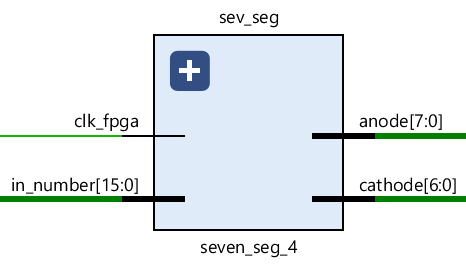 sev_seg
clk_fpga
anode[7:0]
in_number[15:0]
cathode[6:0]
seven_seg_4